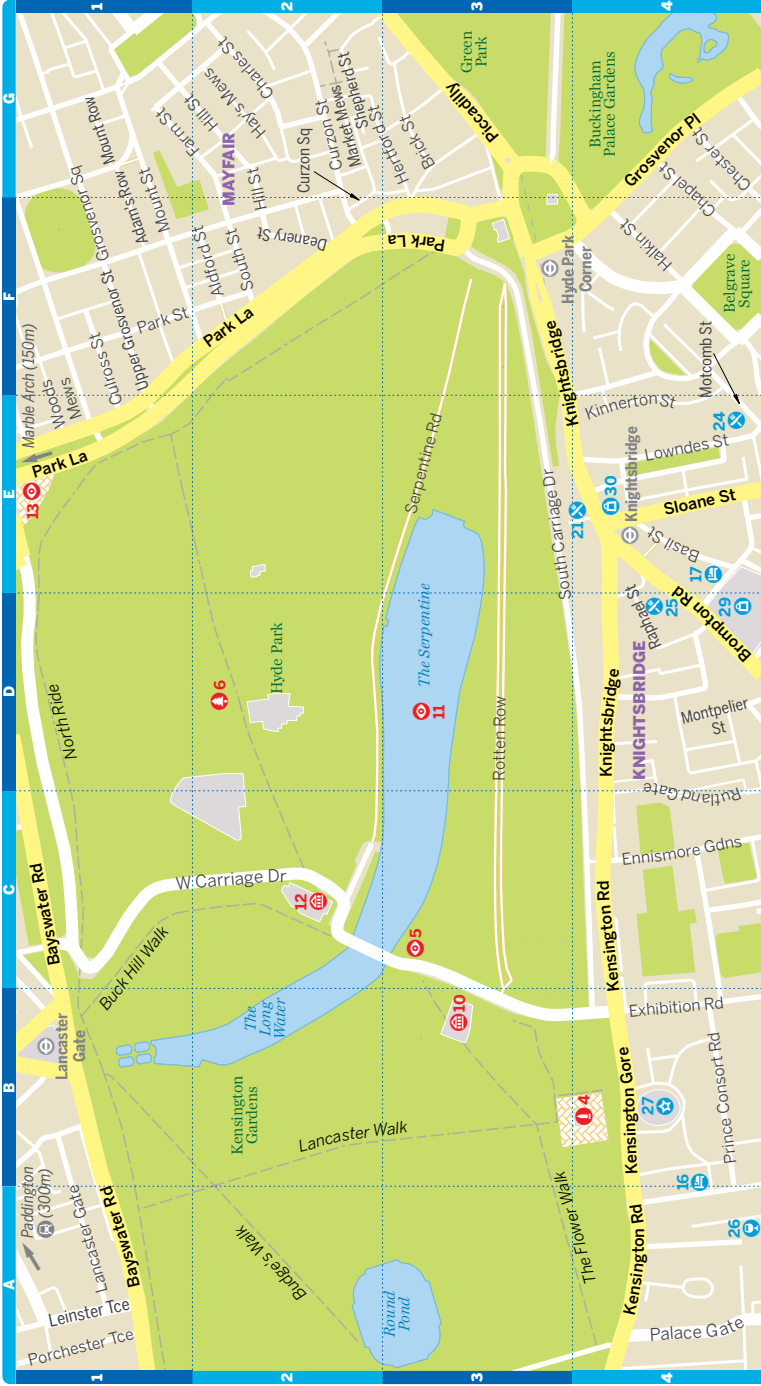 A
B
C
D
E
F
G
1
2
3
4
1
2
3
4
Paddington
(300m)
Porchester Tce
Leinster Tce
Lancaster Gate
Bayswater Rd
Lancaster
Gate
Bayswater Rd
Buck Hill Walk
North Ride
13
Park La
Marble Arch (150m)
Woods
Mews
Culross St
Upper Grosvenor St
Grosvenor Sq
Park St
Adam's Row
Mount Row
Mount St
Aldford St
South St
Farm St
Hill St
Hill St
Hay's Mews
Charles St
MAYFAIR
Deanery St
Curzon Sq
Curzon St
Market Mews
Shepherd St
Hertford St
Brick St
Park La
Park La
Piccadilly
Green
Park
Budge's Walk
Kensington
Gardens
Lancaster Walk
The
Long
Water
W Carriage Dr
12
6
Hyde Park
Round
Pond
5
10
11
The Serpentine
Serpentine Rd
Rotten Row
South Carriage Dr
The Flower Walk
4
Hyde Park
Corner
Buckingham
Palace Gardens
Grosvenor Pl
Chester St
Chapel St
Halkin St
Belgrave
Square
Palace Gate
Kensington Rd
Kensington Gore
Kensington Rd
Knightsbridge
Knightsbridge
26
16
27
Prince Consort Rd
Exhibition Rd
Ennismore Gdns
Rutland Gate
Montpelier
St
KNIGHTSBRIDGE
Raphael St
25
Brompton Rd
29
17
Basil St
21
30
Knightsbridge
Sloane St
Lowndes St
Kinnerton St
24
Motcomb St